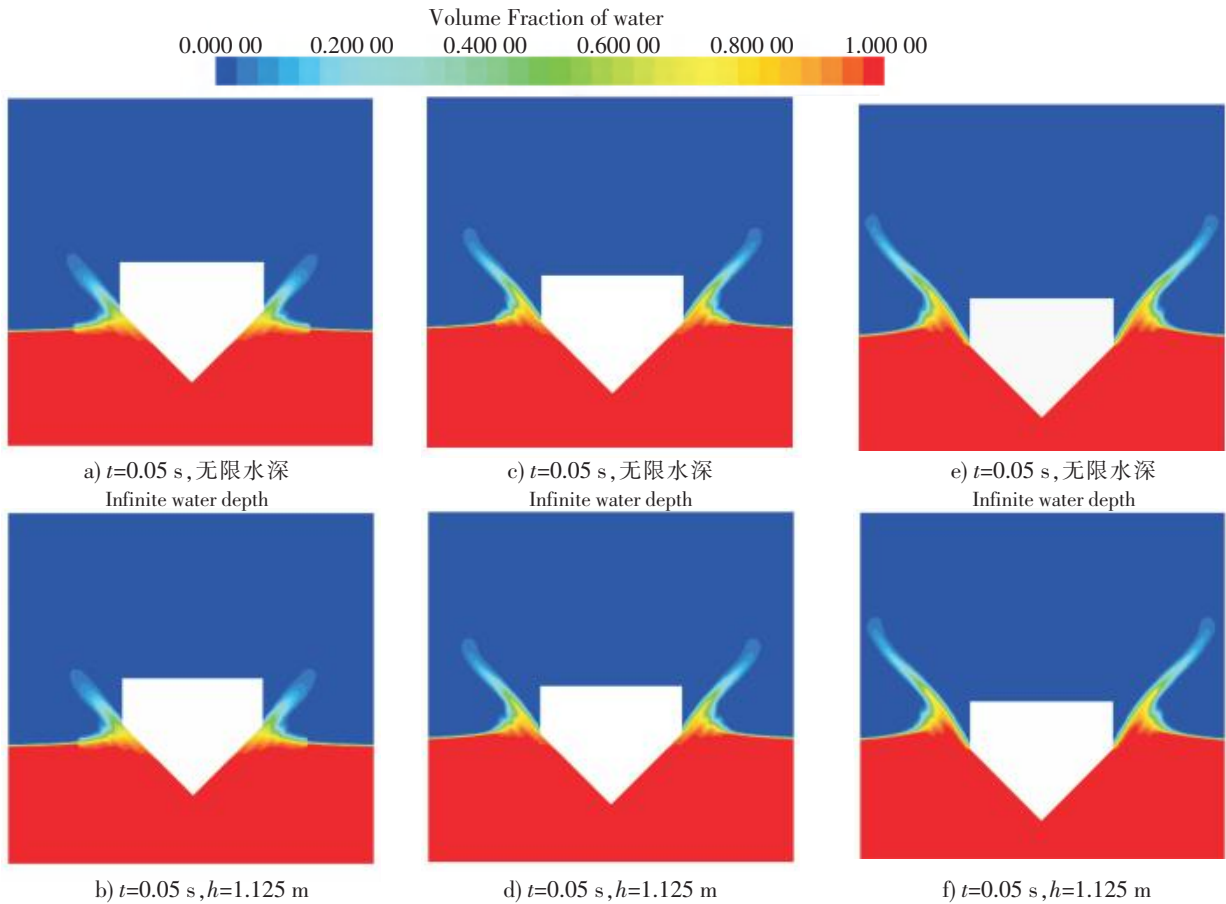 Volume Fraction of water
0.000 00 0.200 00 0.400 00 0.600 00 0.800 00 1.000 00
a) t=0.05 s,无限水深
Infinite water depth
c) t=0.05 s,无限水深
Infinite water depth
e) t=0.05 s,无限水深
Infinite water depth
b) t=0.05 s,h=1.125 m
d) t=0.05 s,h=1.125 m
f) t=0.05 s,h=1.125 m